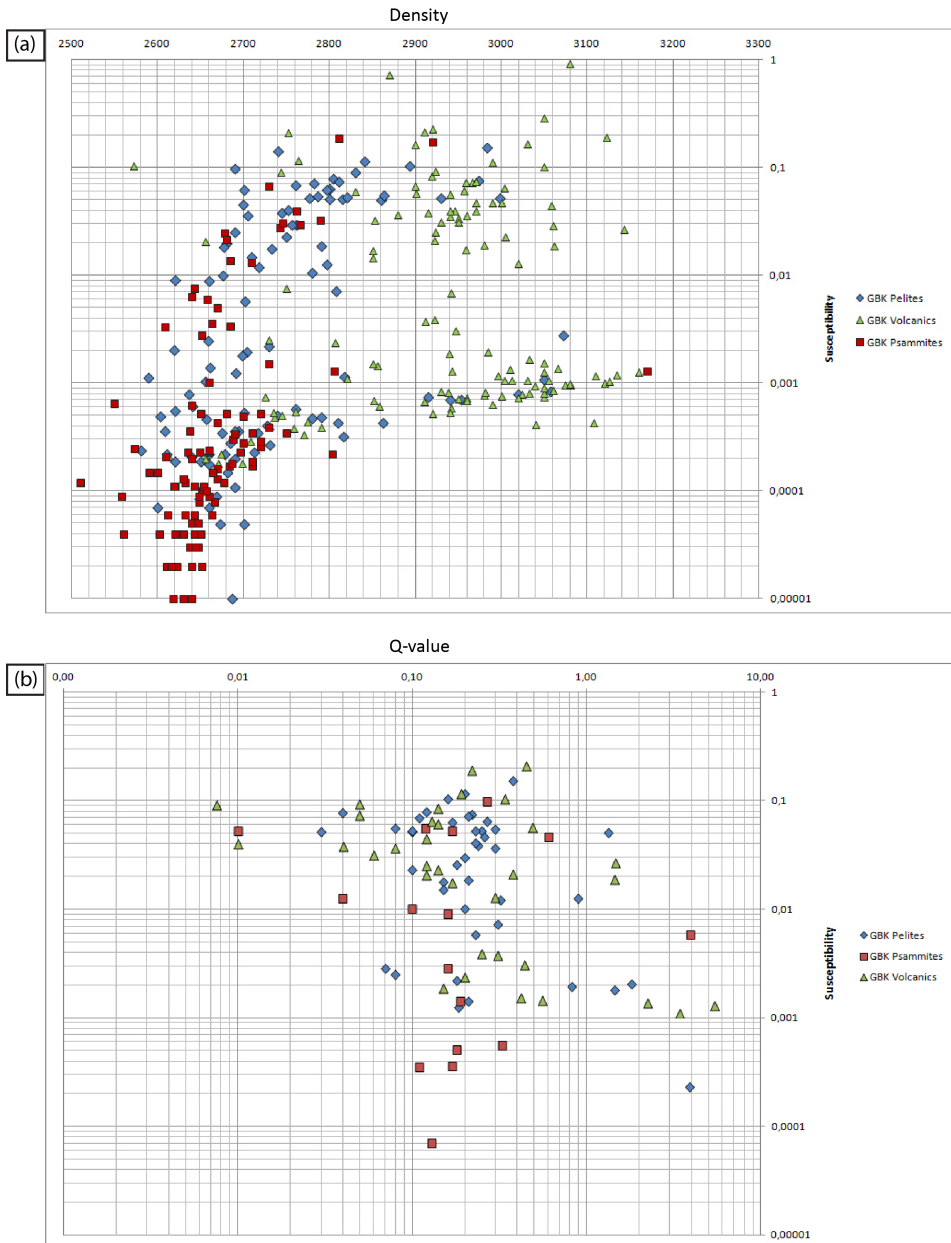 Density
(a)
2500 2600 2700 2800 2900 3000 3100 3200 3300
1
0,1
0,01
0,001
0,0001
0,00001
Susceptibility
GBK Pelites
GBK Volcanics
GBK Psammites
Q-value
(b)
0,00 0,01 0,10 1,00 10,00
1
0,1
0,01
0,001
0,0001
0,00001
Susceptibility
GBK Pelites
GBK Psammites
GBK Volcanics